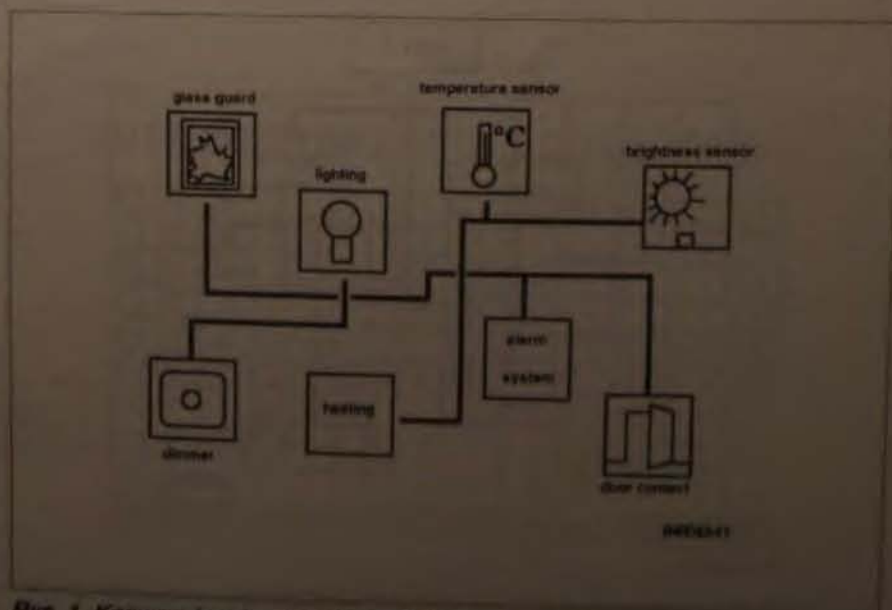 glass guard
temperature sensor
lighting
°C
brightness sensor
alarm
system
heating
dimmer
door contact